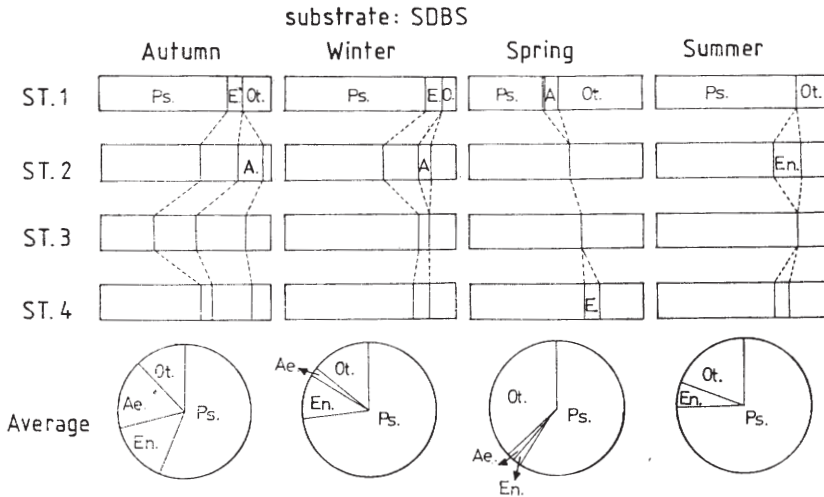 substrate: SDBS
Autumn Winter Spring Summer
ST.1 Ps. E Ot. Ps. E O. Ps. A Ot. Ps. Ot.
ST.2 A. A En.
ST.3
ST.4 E
Average
Ot. Ae. En. Ps.
Ae. Ot. En. Ps.
Ot. Ps. Ae. En.
Ot. En. Ps.